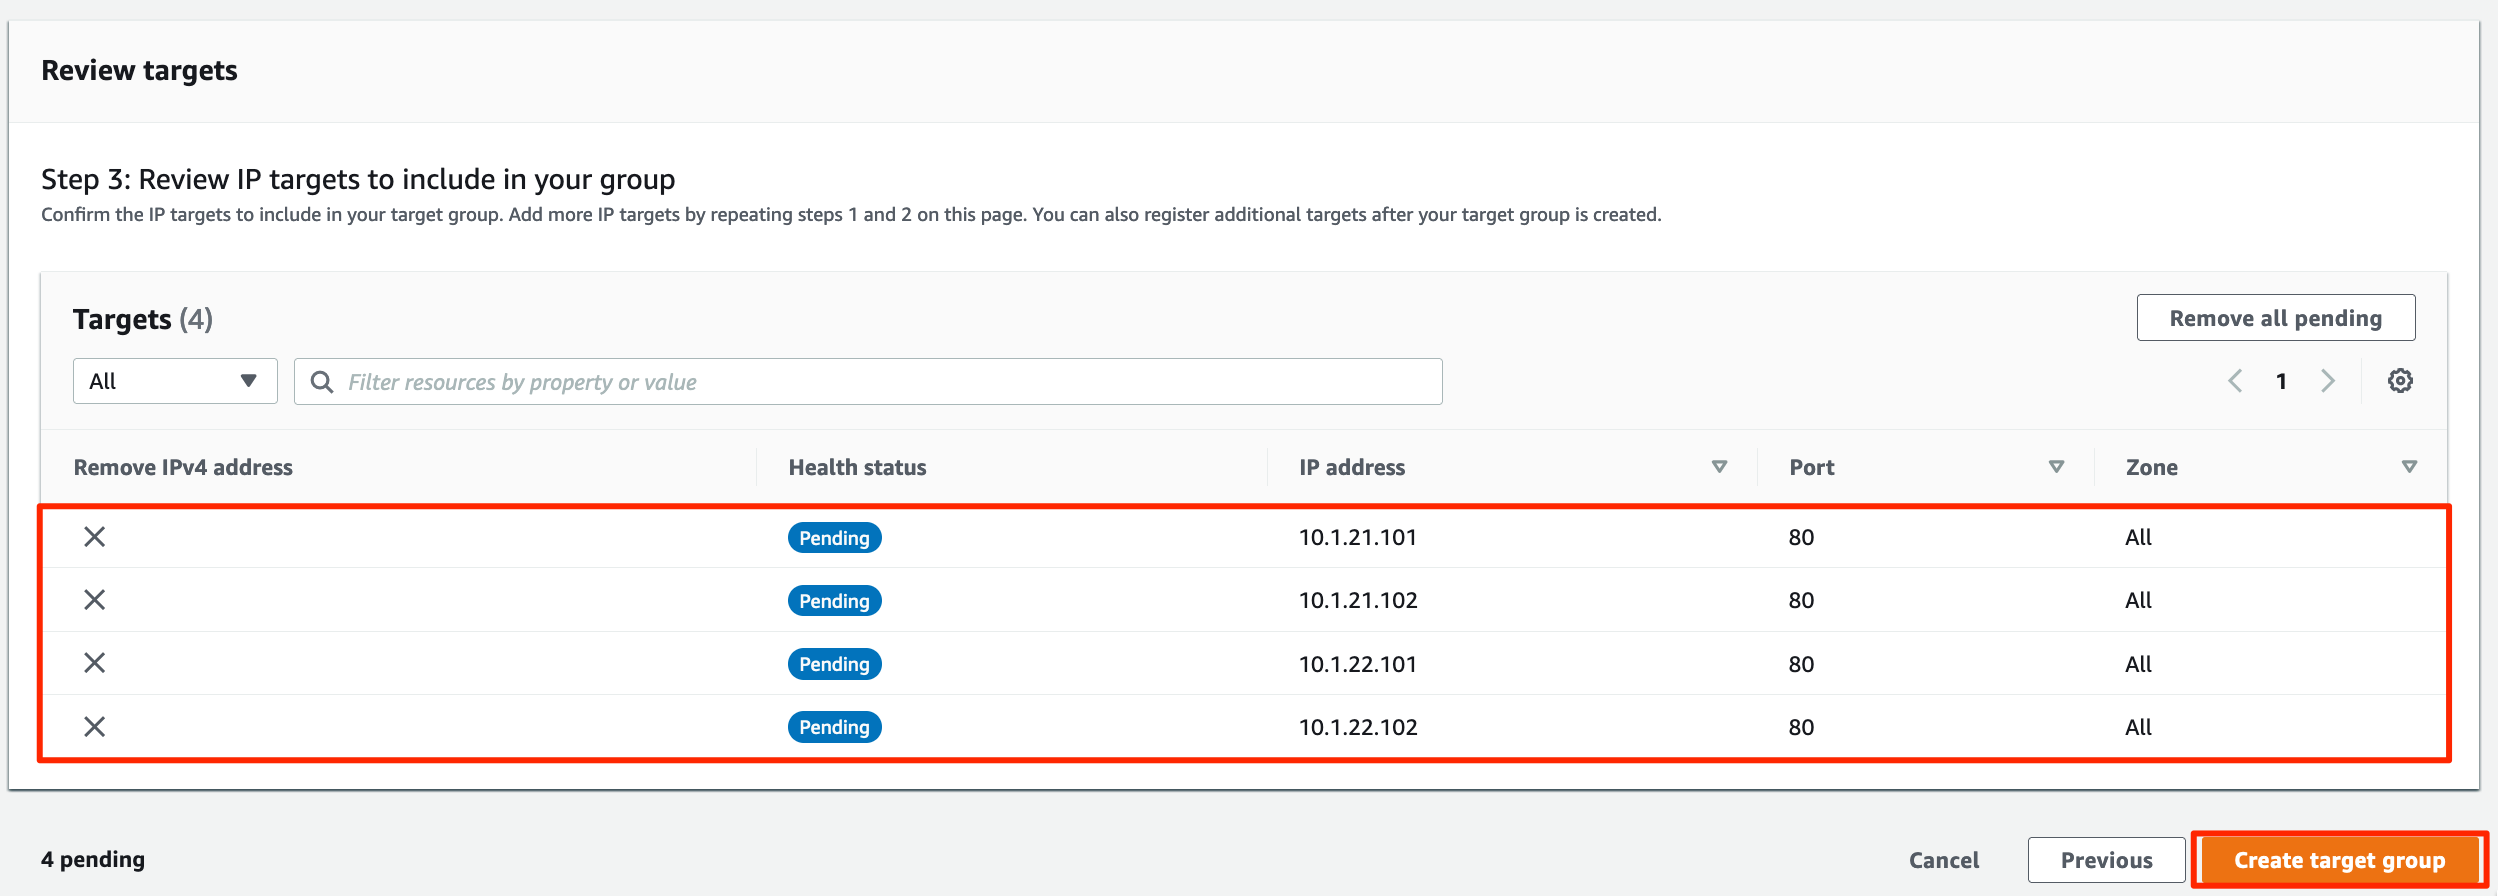 Review targets
Step 3: Review IP targets to include in your group
Confirm the IP targets to include in your target group. Add more IP targets by repeating steps 1 and 2 on this page. You can also register additional targets after your target group is created.
Targets (4)
Remove all pending
All
Filter resources by property or value
1
Remove IPv4 address Health status IP address Port Zone
Pending 10.1.21.101 80 All
Pending 10.1.21.102 80 All
Pending 10.1.22.101 80 All
Pending 10.1.22.102 80 All
4 pending
Cancel
Previous
Create target group